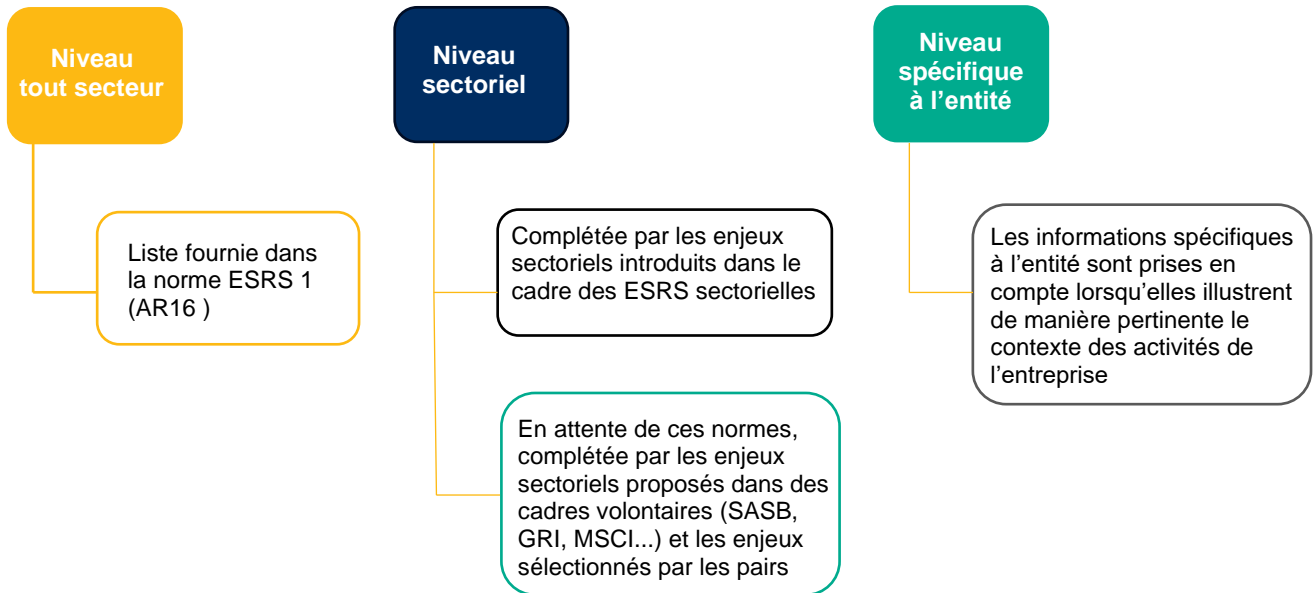 Niveau
tout secteur
Niveau
sectoriel
Niveau
spécifique
à l'entité
Liste fournie dans
la norme ESRS 1
(AR16 )
Complétée par les enjeux
sectoriels introduits dans le
cadre des ESRS sectorielles
Les informations spécifiques
à l'entité sont prises en
compte lorsqu'elles illustrent
de manière pertinente le
contexte des activités de
l'entreprise
En attente de ces normes,
complétée par les enjeux
sectoriels proposés dans des
cadres volontaires (SASB,
GRI, MSCI...) et les enjeux
sélectionnés par les pairs